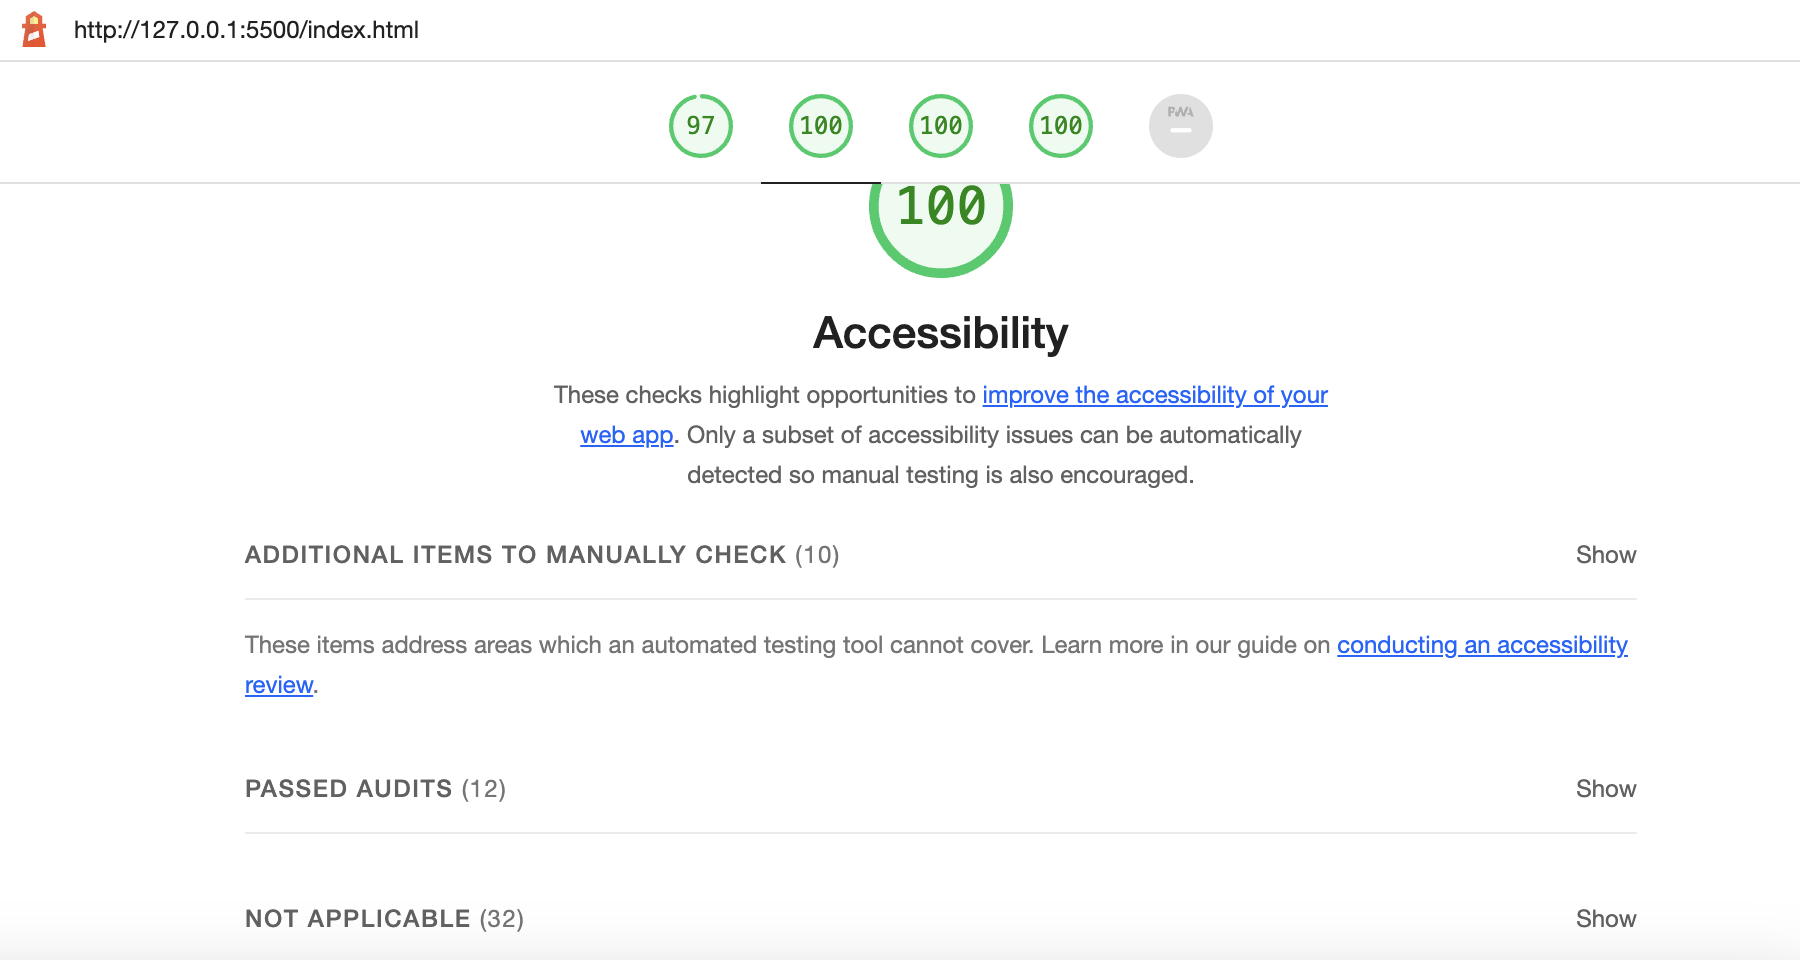 http://127.0.0.1:5500/index.html
97
100
100
100
PWA
100
Accessibility
These checks highlight opportunities to improve the accessibility of your
web app. Only a subset of accessibility issues can be automatically
detected so manual testing is also encouraged.
ADDITIONAL ITEMS TO MANUALLY CHECK (10)
Show
These items address areas which an automated testing tool cannot cover. Learn more in our guide on conducting an accessibility
review.
PASSED AUDITS (12)
Show
NOT APPLICABLE (32)
Show